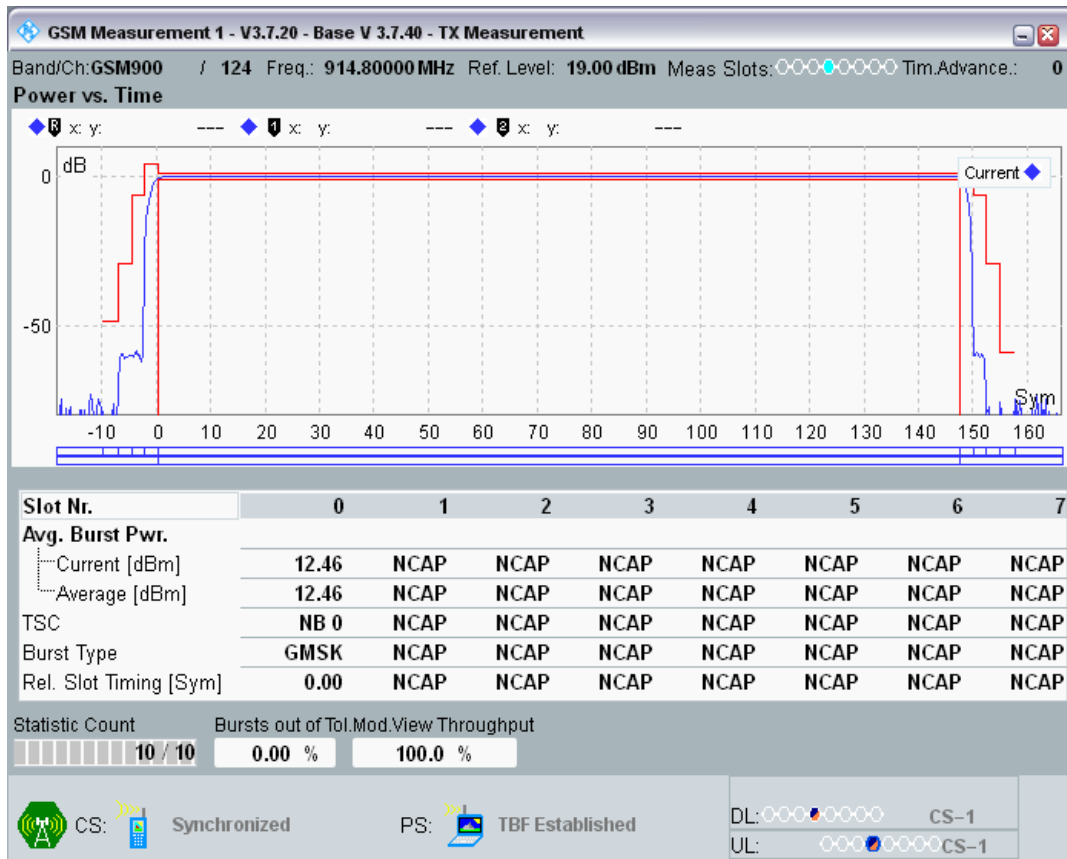 GSM Measurement 1 - V3.7.20 - Base V 3.7.40 - TX Measurement
Band/Ch:GSM900 / 124 Freq.: 914.80000 MHz Ref. Level: 19.00 dBm Meas Slots: Tim.Advance.: 0
Power vs. Time
R x: y: --- 1 x: y: --- 2 x: y: ---
dB
0
Current
-50
Sym
-10 0 10 20 30 40 50 60 70 80 90 100 110 120 130 140 150 160
Slot Nr. 0 1 2 3 4 5 6 7
Avg. Burst Pwr.
Current [dBm] 12.46 NCAP NCAP NCAP NCAP NCAP NCAP NCAP
Average [dBm] 12.46 NCAP NCAP NCAP NCAP NCAP NCAP NCAP
TSC NB 0 NCAP NCAP NCAP NCAP NCAP NCAP NCAP
Burst Type GMSK NCAP NCAP NCAP NCAP NCAP NCAP NCAP
Rel. Slot Timing [Sym] 0.00 NCAP NCAP NCAP NCAP NCAP NCAP NCAP
Statistic Count Bursts out of Tol. Mod.View Throughput
10 / 10 0.00 % 100.0 %
CS: Synchronized PS: TBF Established
DL: CS-1
UL: CS-1